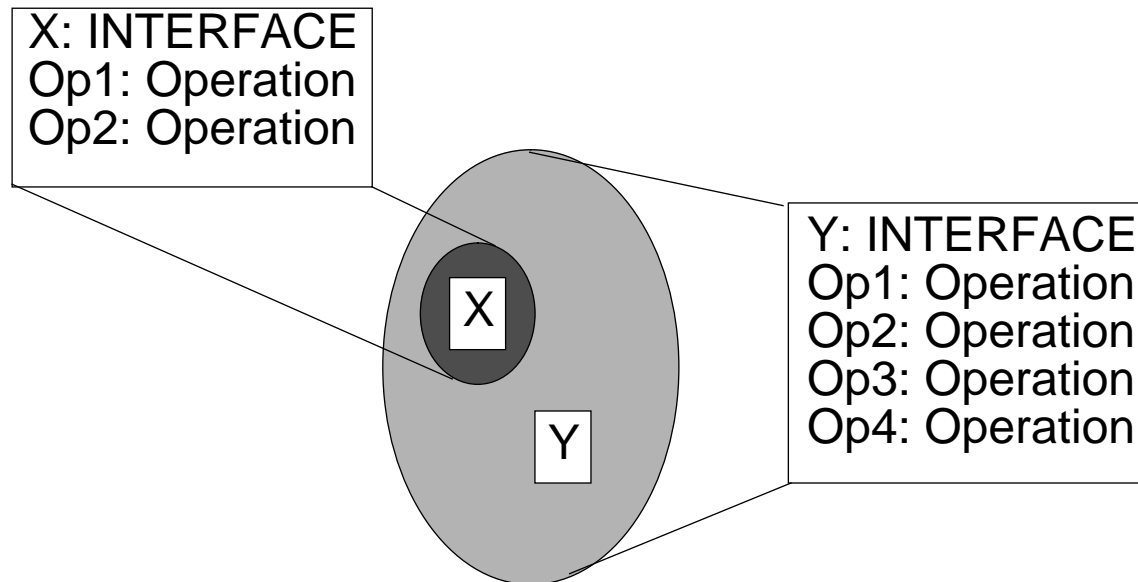 X: INTERFACE
Op1: Operation
Op2: Operation
X
Y
Y: INTERFACE
Op1: Operation
Op2: Operation
Op3: Operation
Op4: Operation